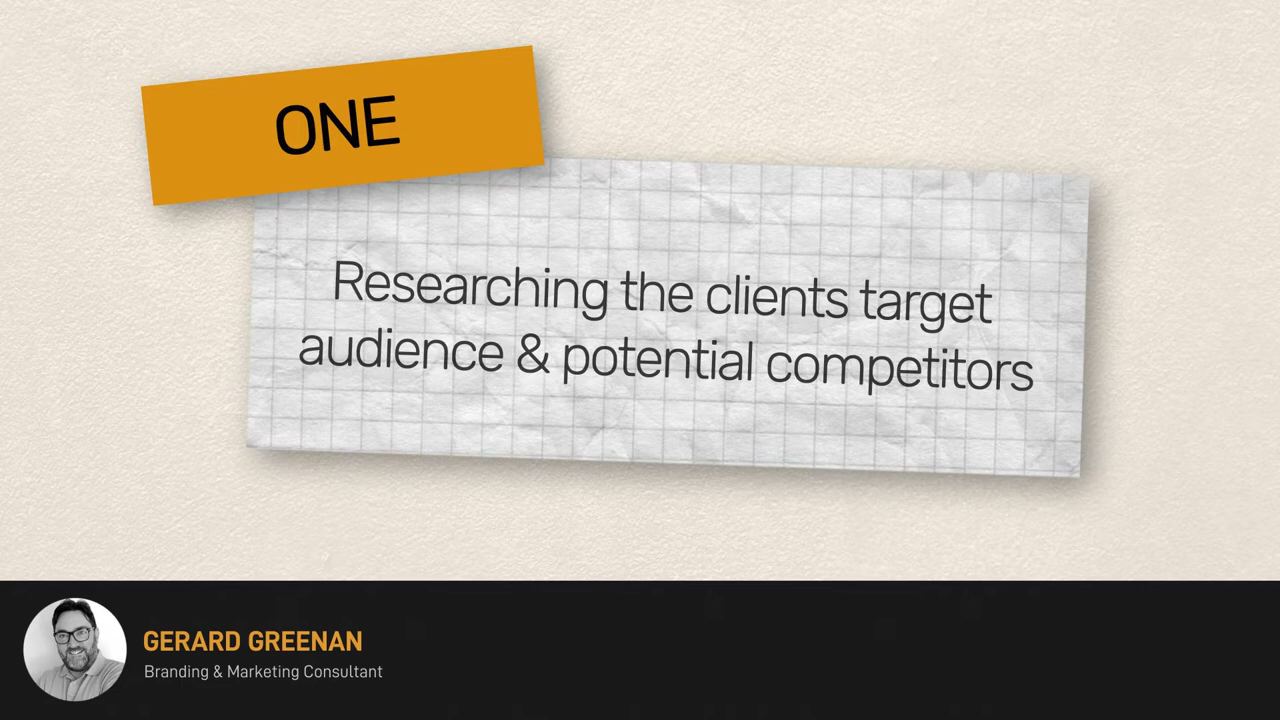 ONE
Researching the clients target
audience & potential competitors
GERARD GREENAN
Branding & Marketing Consultant